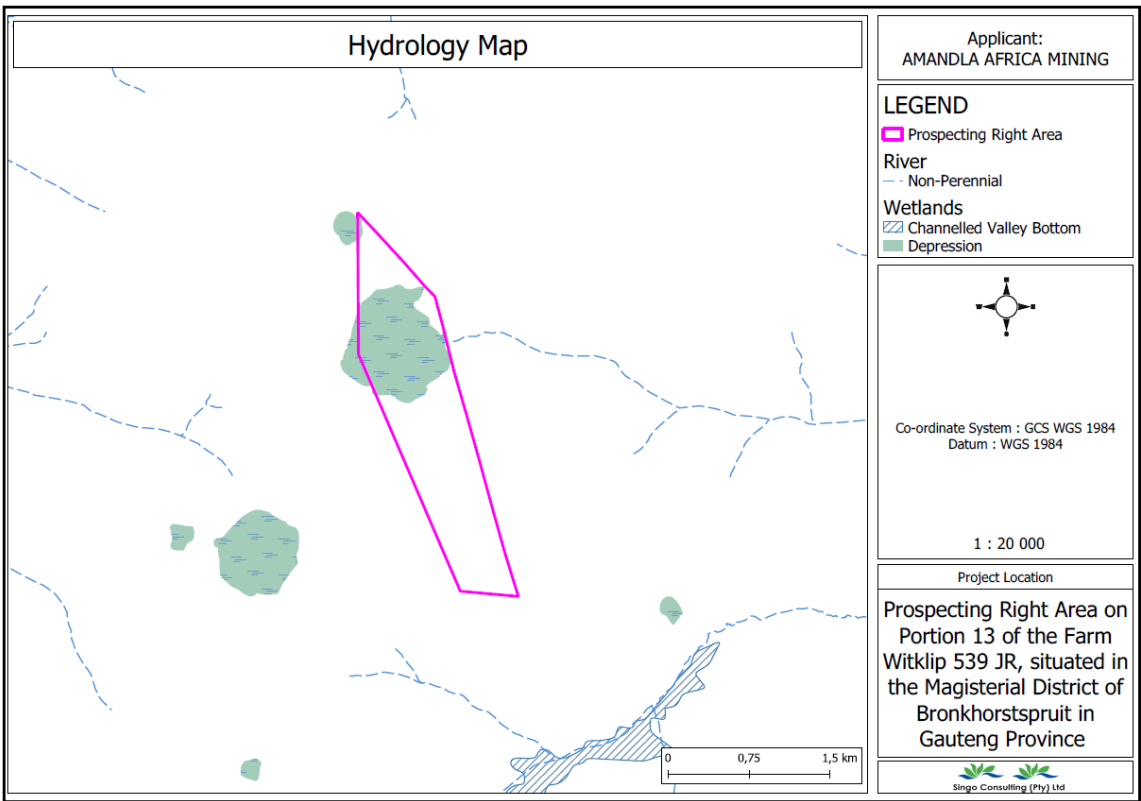 Hydrology Map
Applicant:
AMANDLA AFRICA MINING
LEGEND
Prospecting Right Area
River
Non-Perennial
Wetlands
Channelled Valley Bottom
Depression
Co-ordinate System : GCS WGS 1984
Datum : WGS 1984
1 : 20 000
Project Location
Prospecting Right Area on
Portion 13 of the Farm
Witklip 539 JR, situated in
the Magisterial District of
Bronkhorstspruit in
Gauteng Province
0 0,75 1,5 km
Singo Consulting (Pty) Ltd